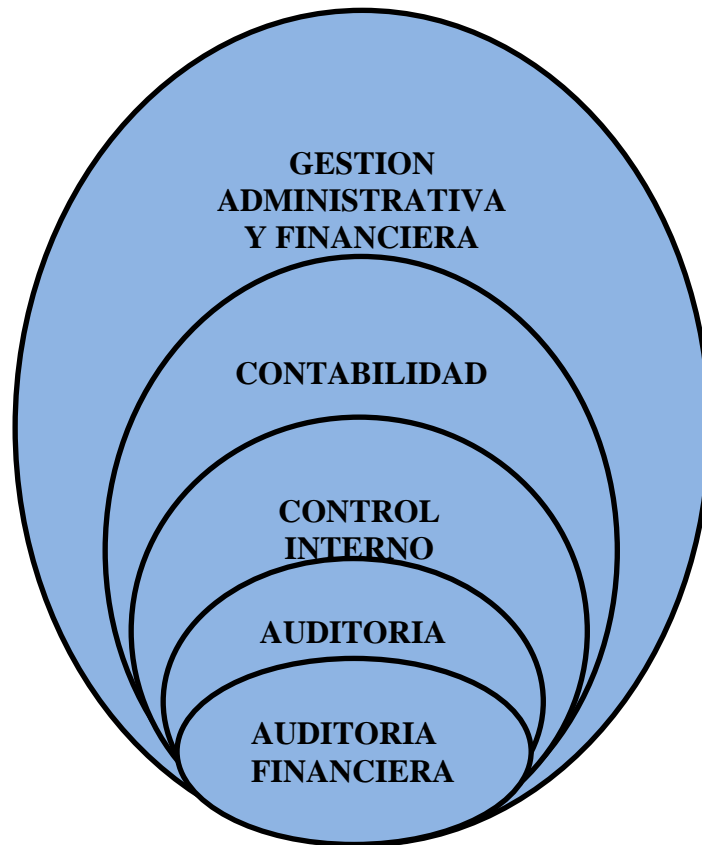 GESTION
ADMINISTRATIVA
Y FINANCIERA
CONTABILIDAD
CONTROL
INTERNO
AUDITORIA
AUDITORIA
FINANCIERA